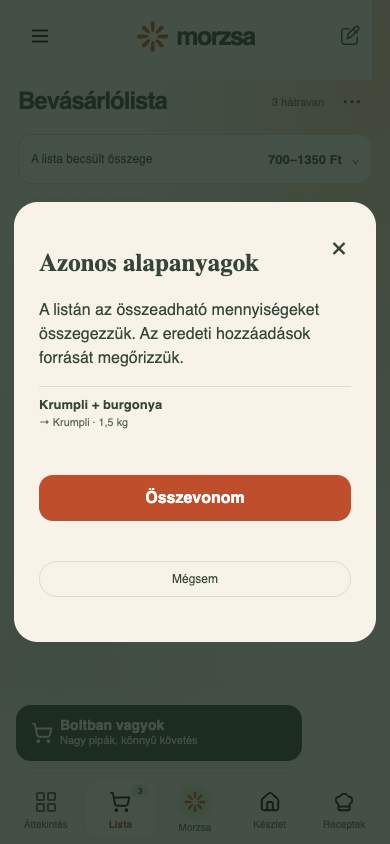 morzsa
Bevásárlólista
3 hátravan
A lista becsült összege
700–1350 Ft
Azonos alapanyagok
A listán az összeadható mennyiségeket
összegezzük. Az eredeti hozzáadások
forrását megőrizzük.
Krumpli + burgonya
→ Krumpli · 1,5 kg
Összevonom
Mégsem
Boltban vagyok
Nagy pipák, könnyű követés
3
Áttekintés
Lista
Morzsa
Készlet
Receptek